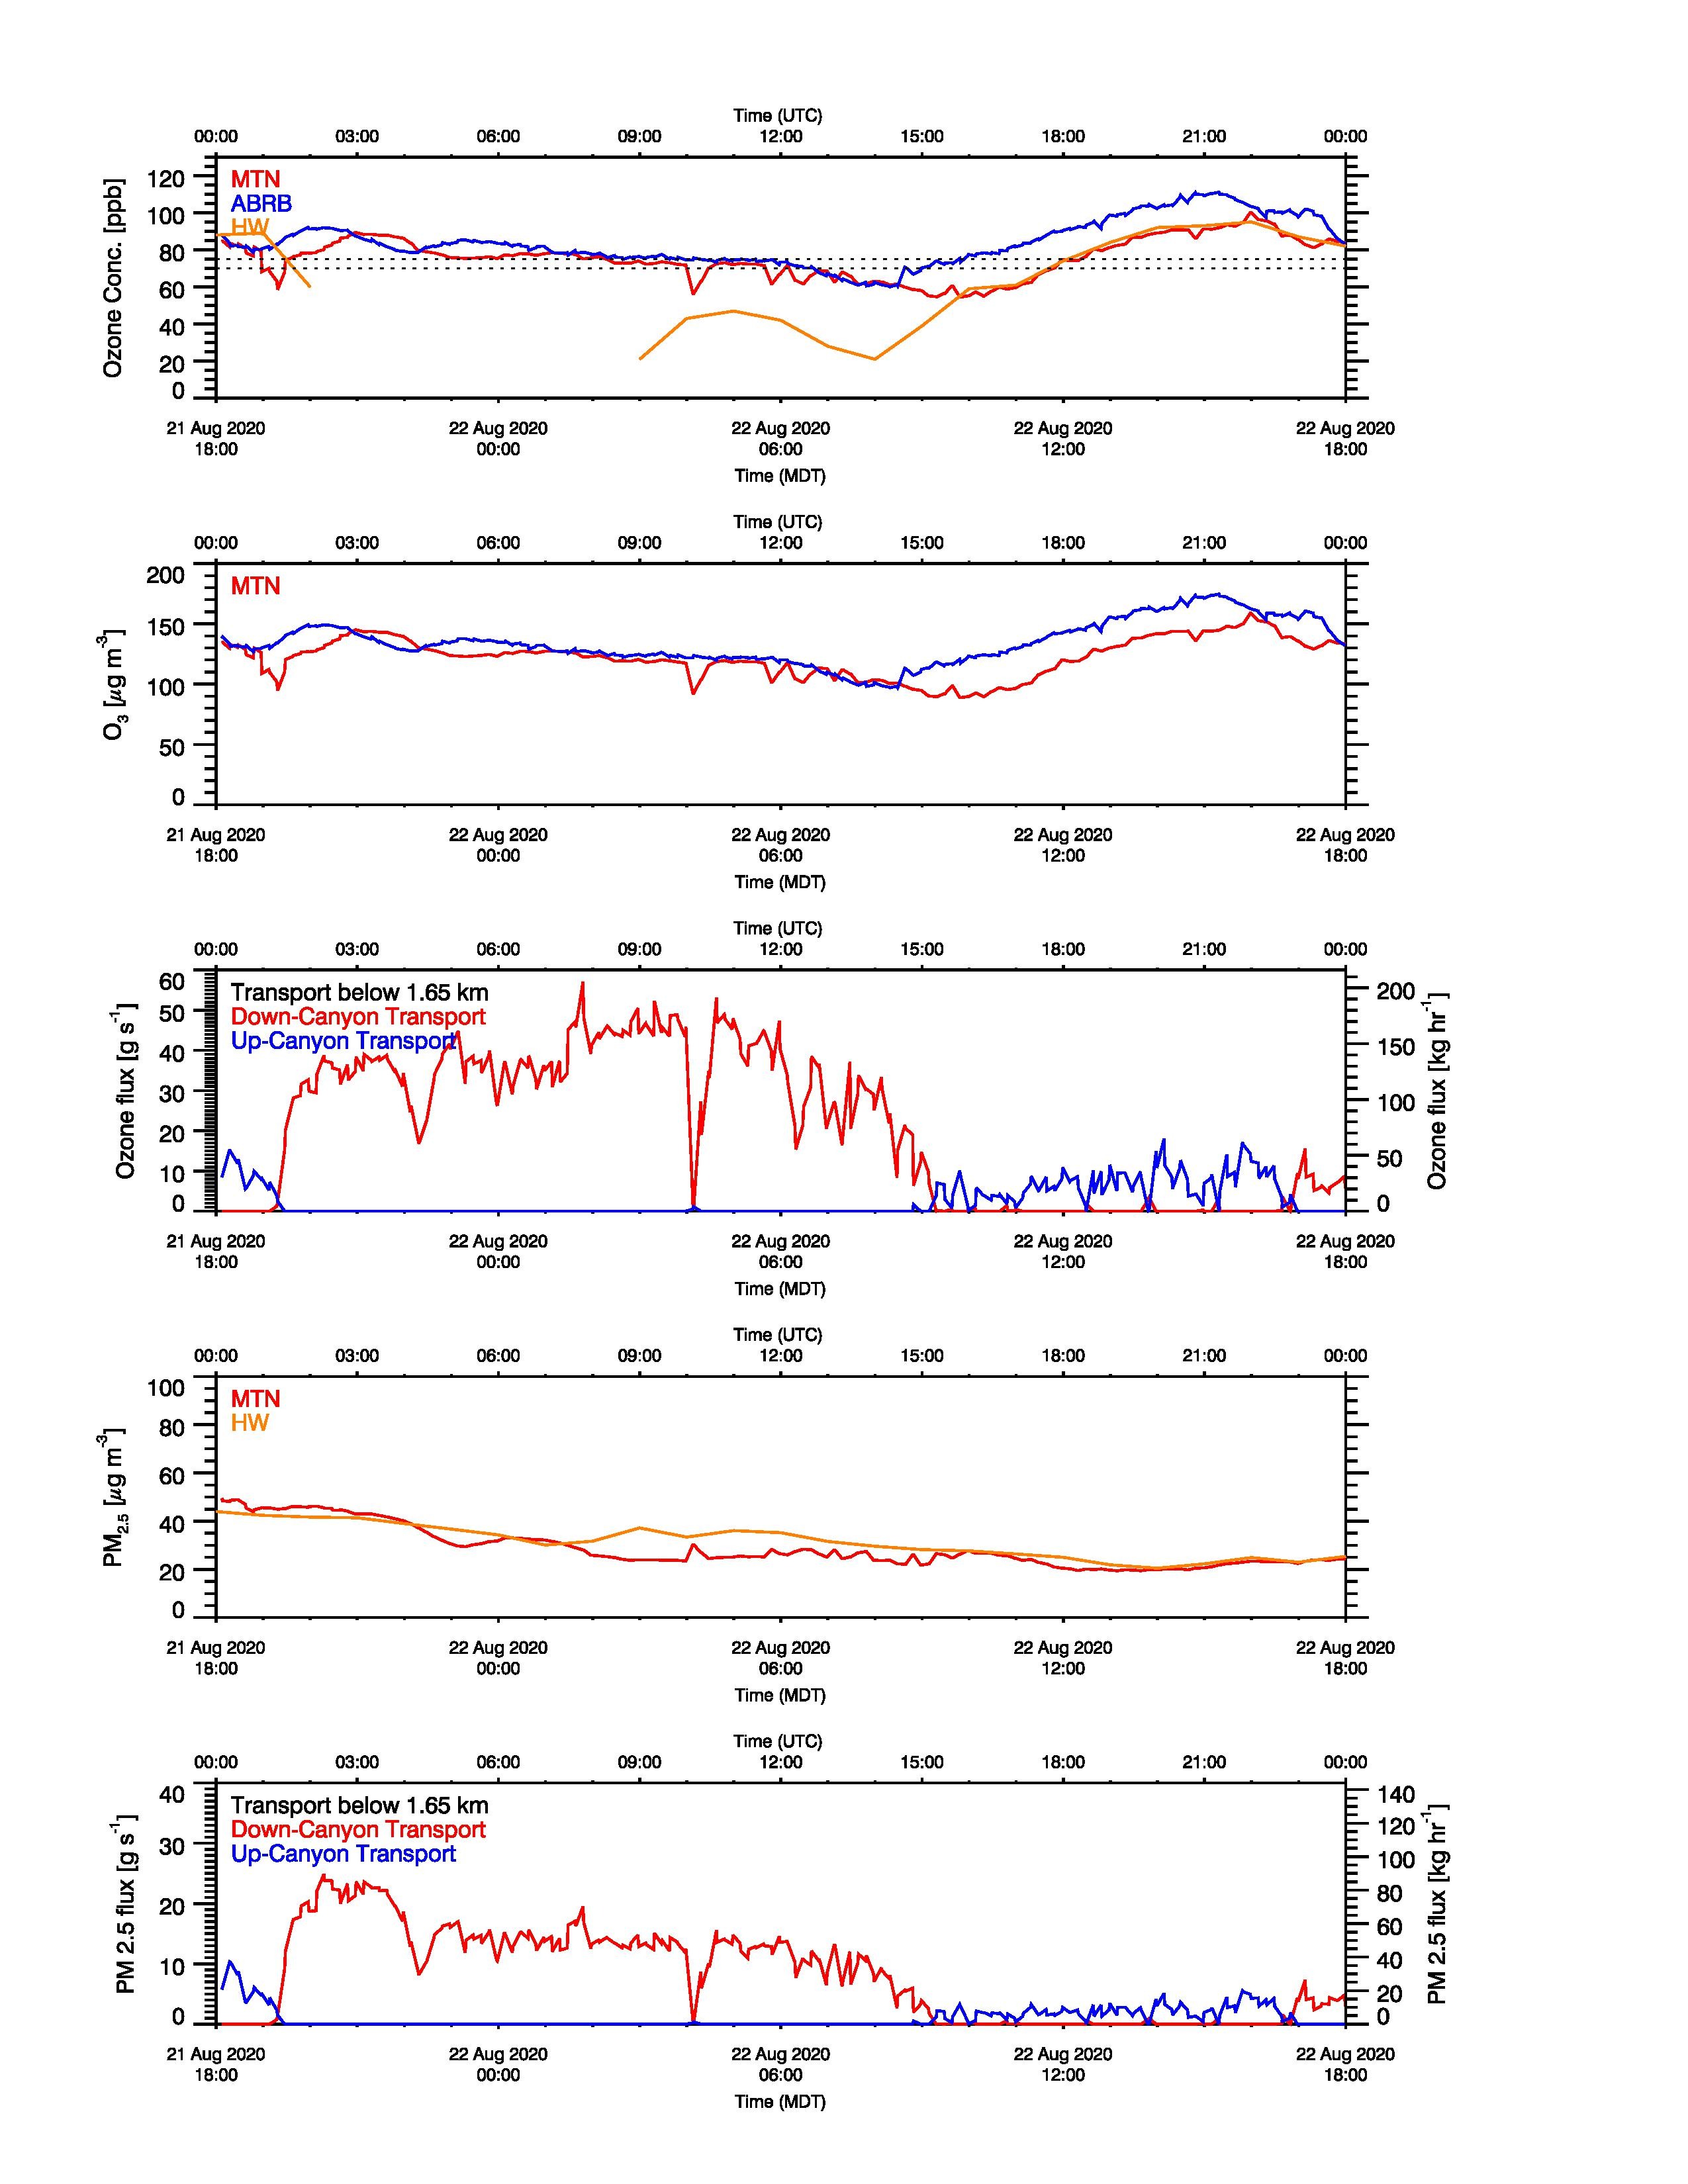 Time (UTC)
00:00 03:00 06:00 09:00 12:00 15:00 18:00 21:00 00:00
Ozone Conc. [ppb]
120
100
80
60
40
20
0
MTN
ABRB
HW
21 Aug 2020 22 Aug 2020 22 Aug 2020 22 Aug 2020 22 Aug 2020
18:00 00:00 06:00 12:00 18:00
Time (MDT)
Time (UTC)
00:00 03:00 06:00 09:00 12:00 15:00 18:00 21:00 00:00
O₃ [μg m⁻³]
200
150
100
50
0
MTN
21 Aug 2020 22 Aug 2020 22 Aug 2020 22 Aug 2020 22 Aug 2020
18:00 00:00 06:00 12:00 18:00
Time (MDT)
Time (UTC)
00:00 03:00 06:00 09:00 12:00 15:00 18:00 21:00 00:00
Ozone flux [g s⁻¹]
60
50
40
30
20
10
0
Transport below 1.65 km
Down-Canyon Transport
Up-Canyon Transport
200
150
100
50
0
Ozone flux [kg hr⁻¹]
21 Aug 2020 22 Aug 2020 22 Aug 2020 22 Aug 2020 22 Aug 2020
18:00 00:00 06:00 12:00 18:00
Time (MDT)
Time (UTC)
00:00 03:00 06:00 09:00 12:00 15:00 18:00 21:00 00:00
PM₂.₅ [μg m⁻³]
100
80
60
40
20
0
MTN
HW
21 Aug 2020 22 Aug 2020 22 Aug 2020 22 Aug 2020 22 Aug 2020
18:00 00:00 06:00 12:00 18:00
Time (MDT)
Time (UTC)
00:00 03:00 06:00 09:00 12:00 15:00 18:00 21:00 00:00
PM 2.5 flux [g s⁻¹]
40
30
20
10
0
Transport below 1.65 km
Down-Canyon Transport
Up-Canyon Transport
140
120
100
80
60
40
20
0
PM 2.5 flux [kg hr⁻¹]
21 Aug 2020 22 Aug 2020 22 Aug 2020 22 Aug 2020 22 Aug 2020
18:00 00:00 06:00 12:00 18:00
Time (MDT)